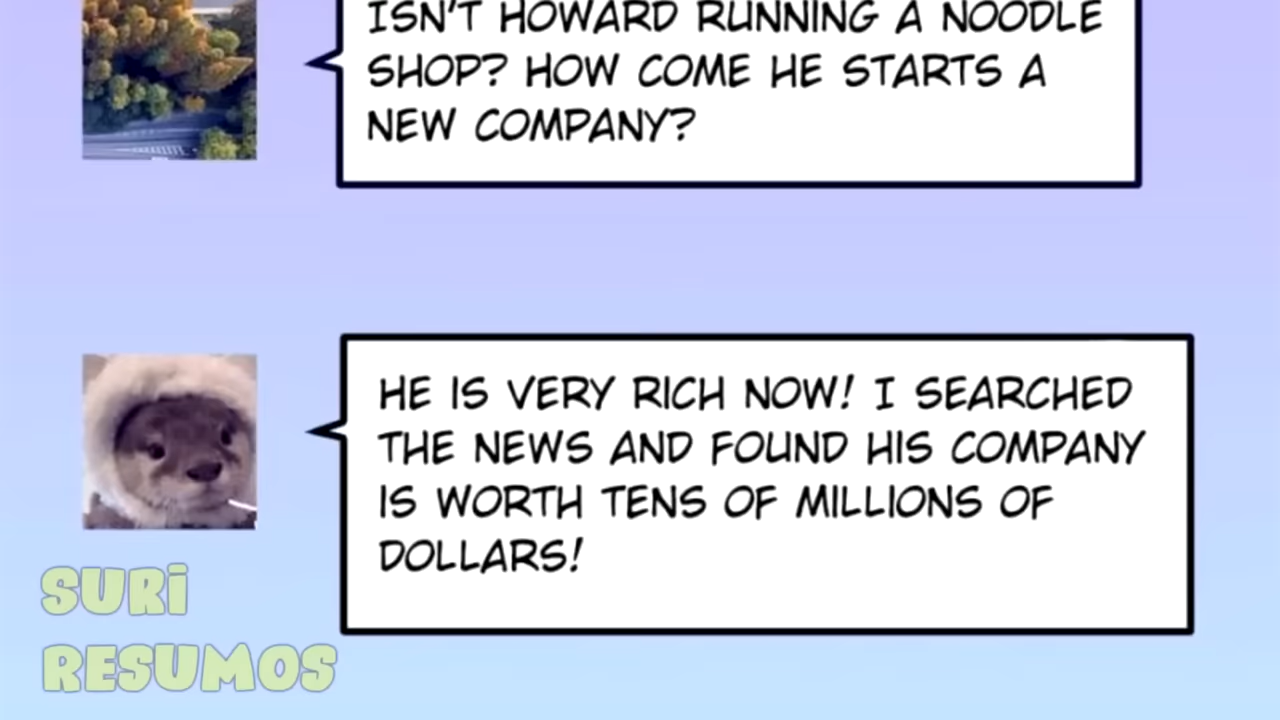 ISN'T HOWARD RUNNING A NOODLE
SHOP? HOW COME HE STARTS A
NEW COMPANY?
HE IS VERY RICH NOW! I SEARCHED
THE NEWS AND FOUND HIS COMPANY
IS WORTH TENS OF MILLIONS OF
DOLLARS!
SURi
RESUMOS